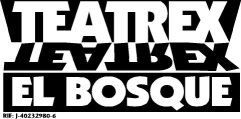 TEATREX
TEATREX
EL BOSQUE
RIF: J-40232980-6